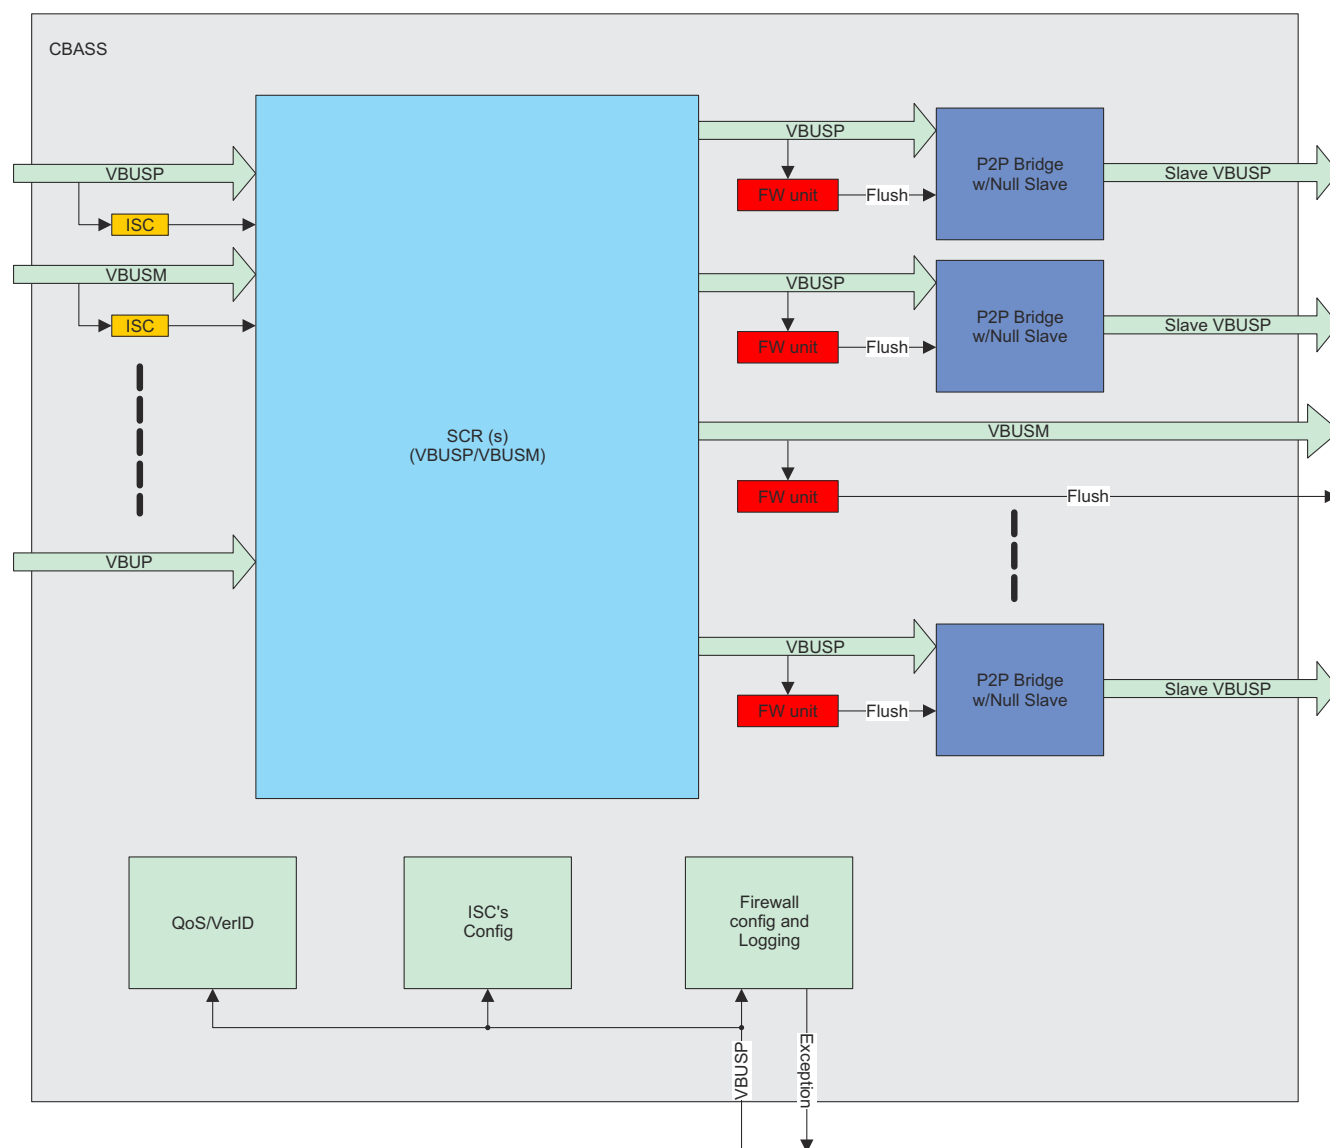 CBASS
VBUSP
ISC
VBUSM
ISC
VBUP
SCR (s)
(VBUSP/VBUSM)
VBUSP
FW unit
Flush
P2P Bridge
w/Null Slave
Slave VBUSP
VBUSP
FW unit
Flush
P2P Bridge
w/Null Slave
Slave VBUSP
VBUSM
FW unit
Flush
VBUSP
FW unit
Flush
P2P Bridge
w/Null Slave
Slave VBUSP
QoS/VerID
ISC's
Config
Firewall
config and
Logging
VBUSP
Exception